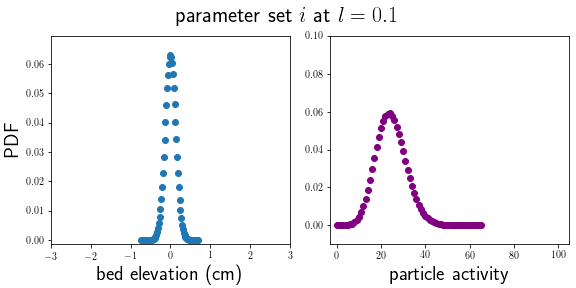 parameter set i at l = 0.1
PDF
0.06
0.05
0.04
0.03
0.02
0.01
0.00
−3 −2 −1 0 1 2 3
bed elevation (cm)
0.10
0.08
0.06
0.04
0.02
0.00
0 20 40 60 80 100
particle activity